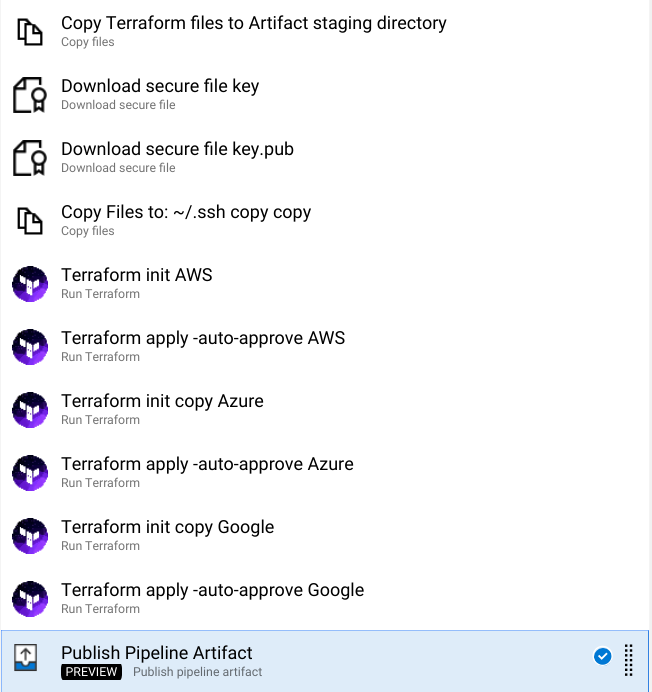 Copy Terraform files to Artifact staging directory
Copy files
Download secure file key
Download secure file
Download secure file key.pub
Download secure file
Copy Files to: ~/.ssh copy copy
Copy files
Terraform init AWS
Run Terraform
Terraform apply -auto-approve AWS
Run Terraform
Terraform init copy Azure
Run Terraform
Terraform apply -auto-approve Azure
Run Terraform
Terraform init copy Google
Run Terraform
Terraform apply -auto-approve Google
Run Terraform
Publish Pipeline Artifact
PREVIEW Publish pipeline artifact